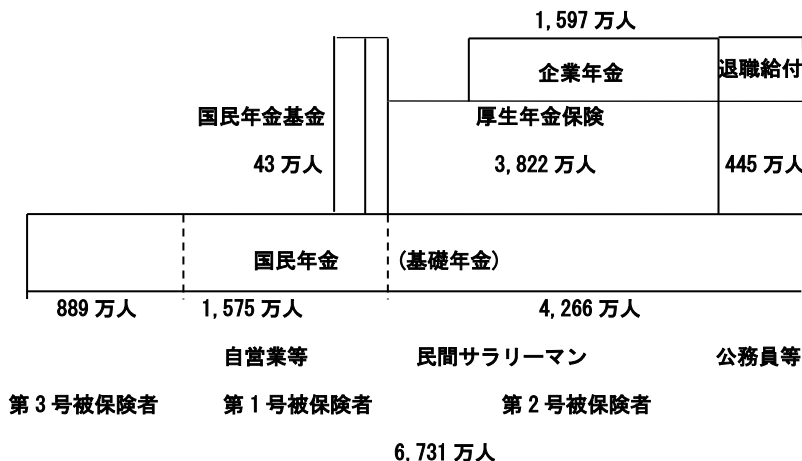 1,597 万人
企業年金 退職給付
国民年金基金 厚生年金保険
43 万人 3,822 万人 445 万人
国民年金 (基礎年金)
889 万人 1,575 万人 4,266 万人
自営業等 民間サラリーマン 公務員等
第 3 号被保険者 第 1 号被保険者 第 2 号被保険者
6,731 万人